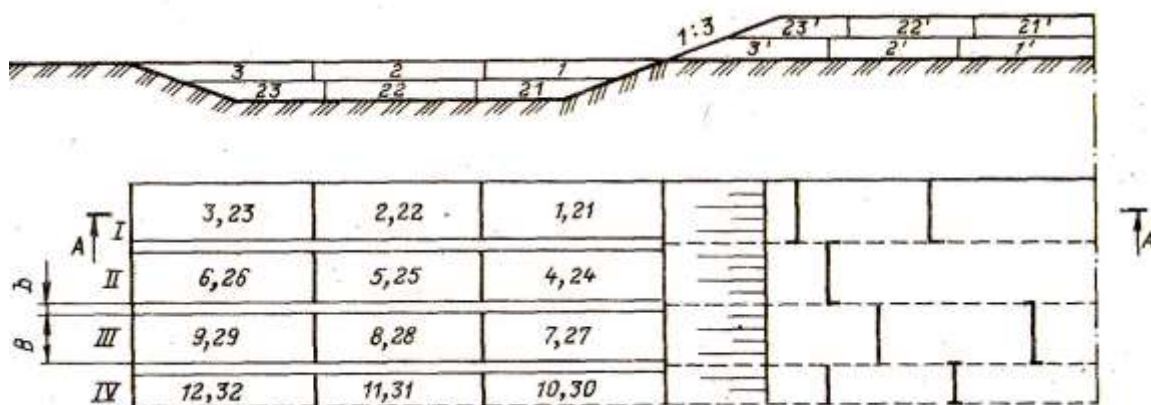 1:3
23' 22' 21'
3' 2' 1'
3 2 1
23 22 21
I 3,23 2,22 1,21
A A
II 6,26 5,25 4,24
b
III 9,29 8,28 7,27
B
IV 12,32 11,31 10,30